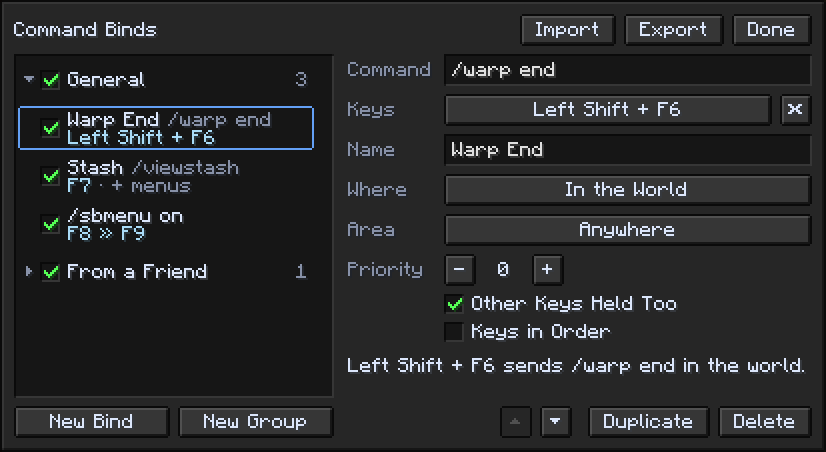 Command Binds
Import
Export
Done
General 3
Warp End /warp end
Left Shift + F6
Stash /viewstash
F7 · + menus
/sbmenu on
F8 » F9
From a Friend 1
Command /warp end
Keys Left Shift + F6
Name Warp End
Where In the World
Area Anywhere
Priority − 0 +
Other Keys Held Too
Keys in Order
Left Shift + F6 sends /warp end in the world.
New Bind
New Group
Duplicate
Delete